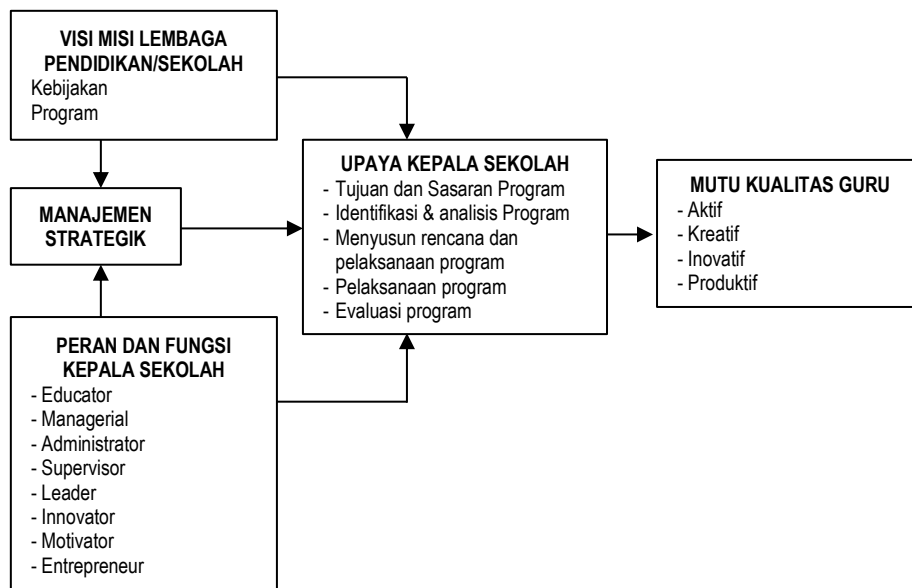 VISI MISI LEMBAGA
PENDIDIKAN/SEKOLAH
Kebijakan
Program
MANAJEMEN
STRATEGIK
PERAN DAN FUNGSI
KEPALA SEKOLAH
- Educator
- Managerial
- Administrator
- Supervisor
- Leader
- Innovator
- Motivator
- Entrepreneur
UPAYA KEPALA SEKOLAH
- Tujuan dan Sasaran Program
- Identifikasi & analisis Program
- Menyusun rencana dan
pelaksanaan program
- Pelaksanaan program
- Evaluasi program
MUTU KUALITAS GURU
- Aktif
- Kreatif
- Inovatif
- Produktif